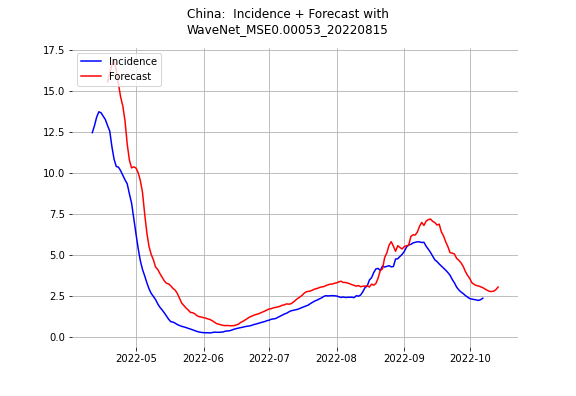 China:  Incidence + Forecast with
WaveNet_MSE0.00053_20220815
17.5
Incidence
Forecast
15.0
12.5
10.0
7.5
5.0
2.5
0.0
2022-05 2022-06 2022-07 2022-08 2022-09 2022-10